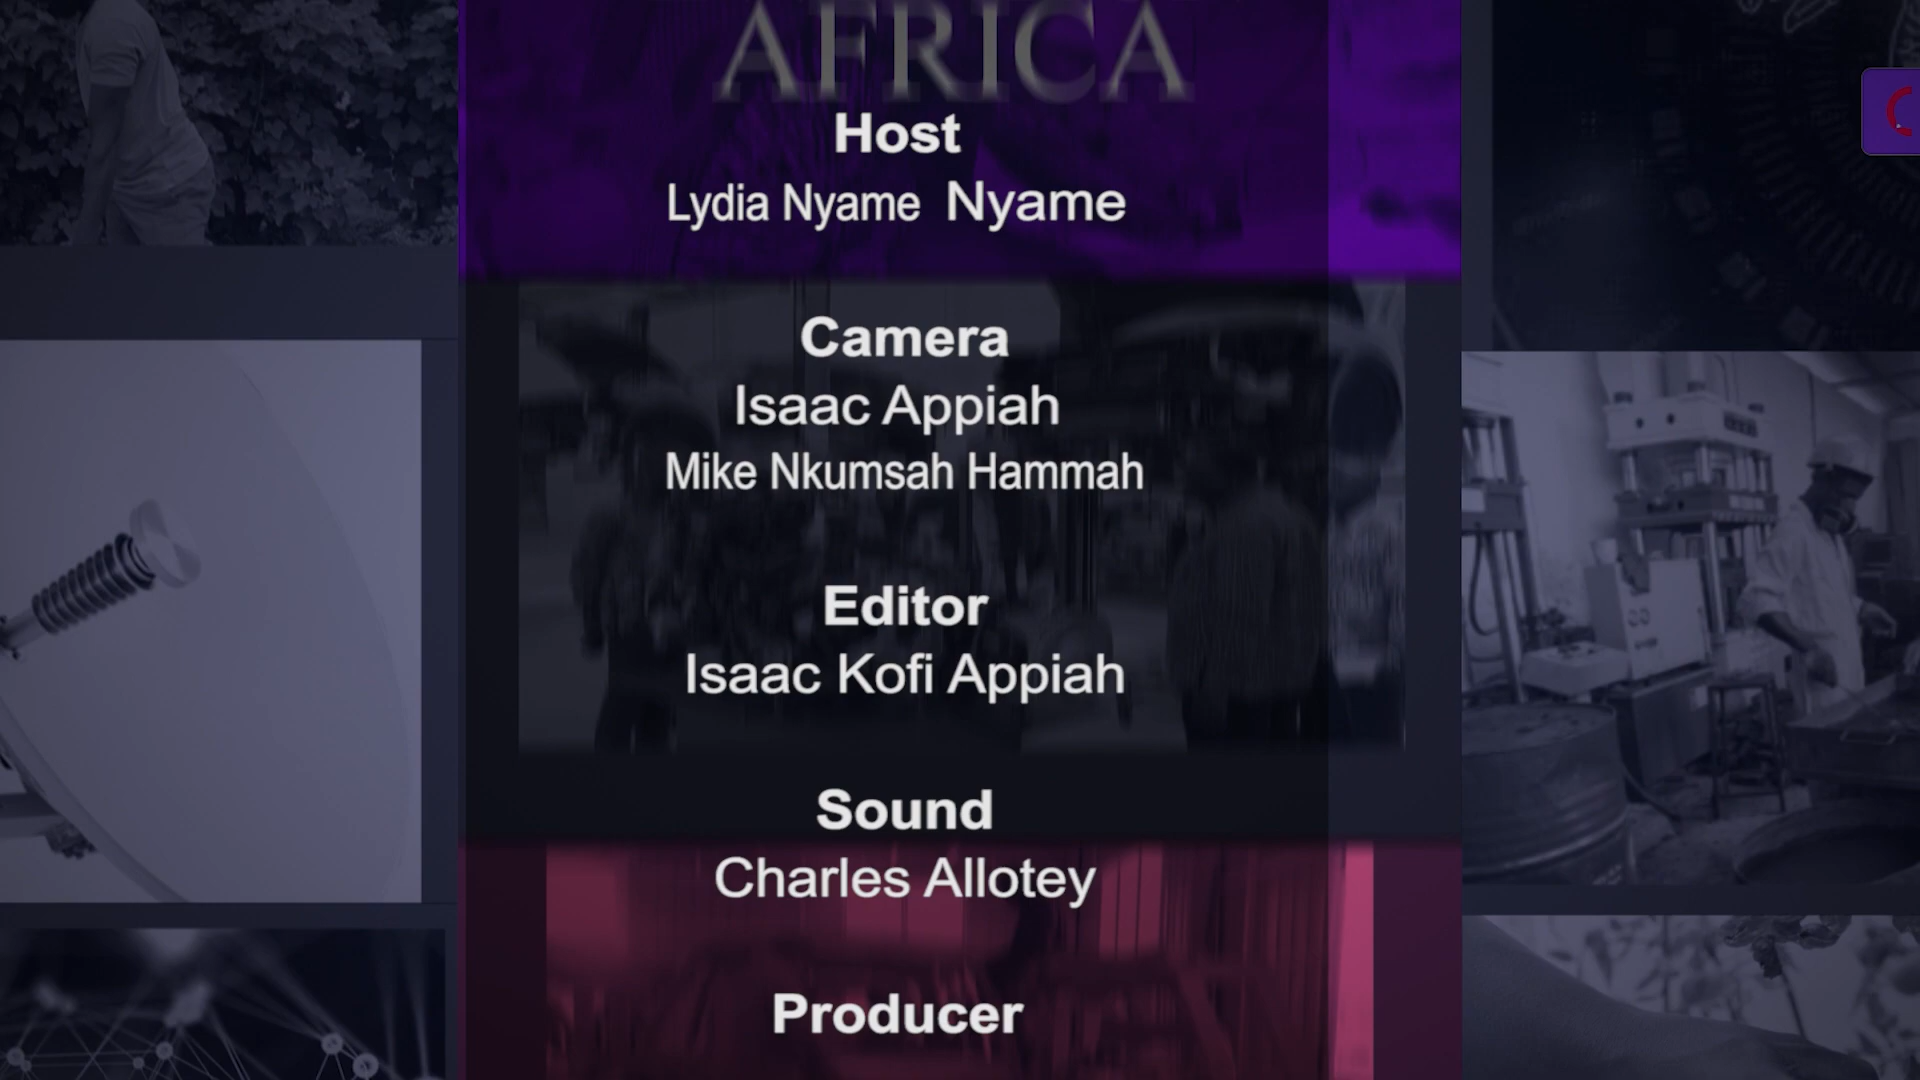 AFRICA
Host
Lydia Nyame Nyame
Camera
Isaac Appiah
Mike Nkumsah Hammah
Editor
Isaac Kofi Appiah
Sound
Charles Allotey
Producer